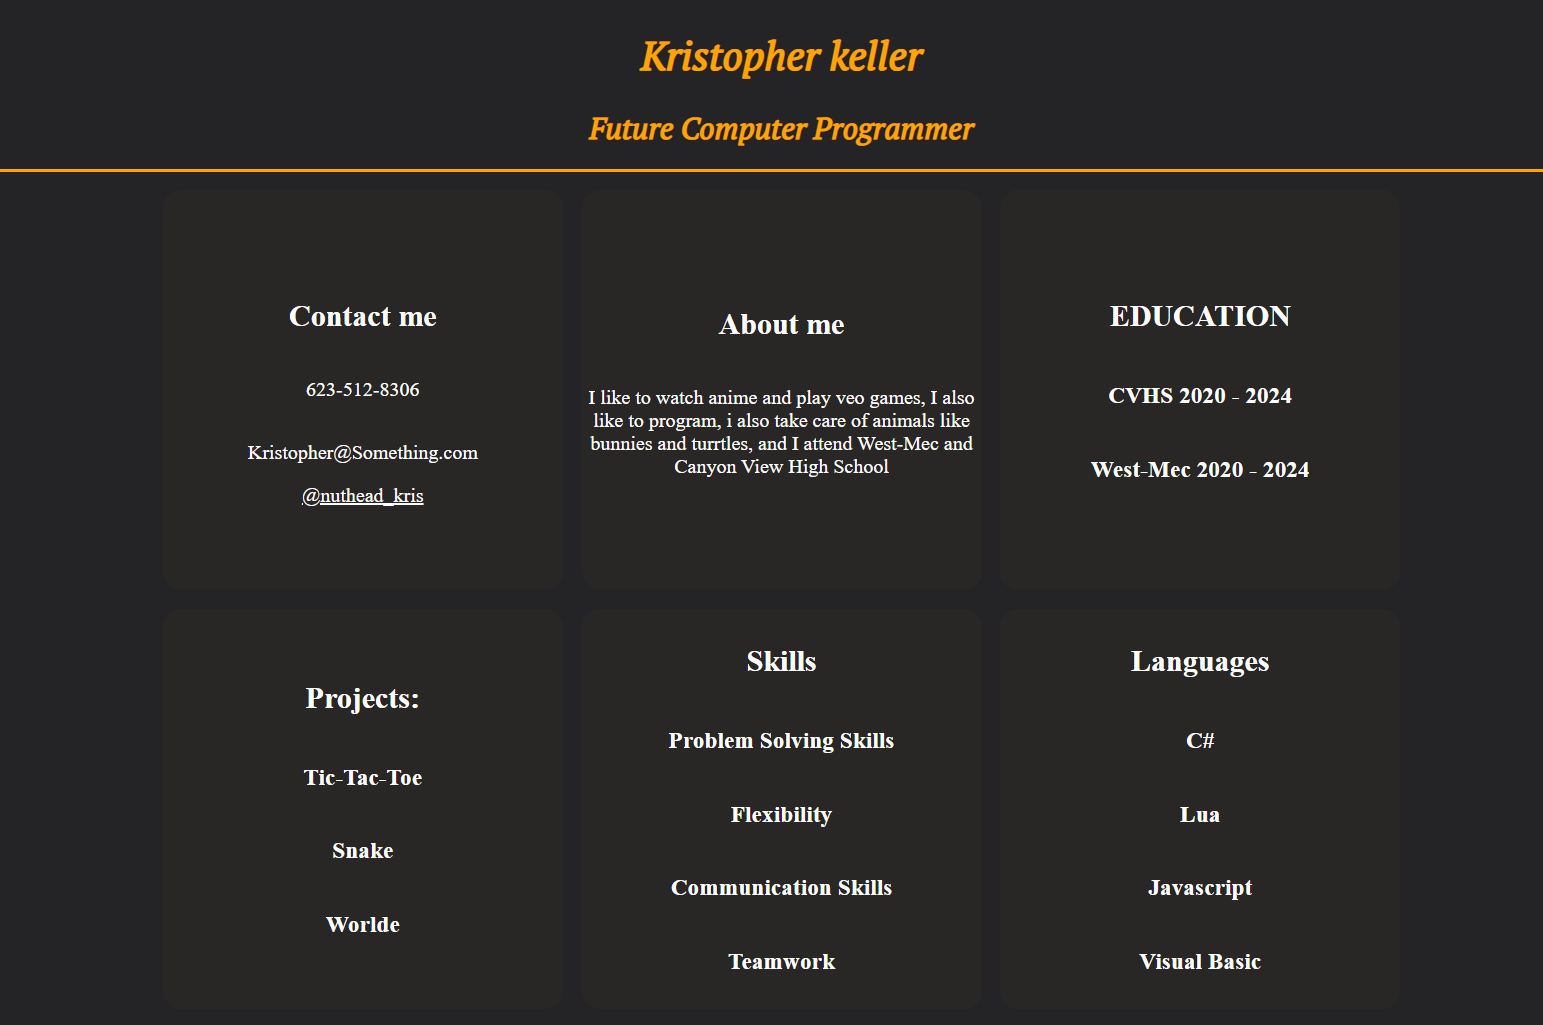 Kristopher keller
Future Computer Programmer
Contact me
623-512-8306
Kristopher@Something.com
@nuthead_kris
About me
I like to watch anime and play veo games, I also
like to program, i also take care of animals like
bunnies and turrtles, and I attend West-Mec and
Canyon View High School
EDUCATION
CVHS 2020 - 2024
West-Mec 2020 - 2024
Projects:
Tic-Tac-Toe
Snake
Worlde
Skills
Problem Solving Skills
Flexibility
Communication Skills
Teamwork
Languages
C#
Lua
Javascript
Visual Basic